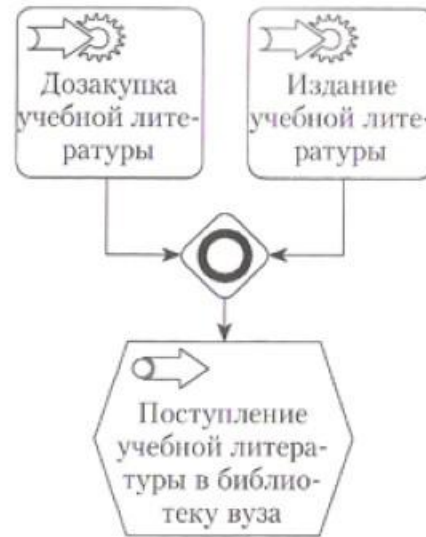 Дозакупка
учебной лите-
ратуры
Издание
учебной лите-
ратуры
Поступление
учебной литера-
туры в библио-
теку вуза